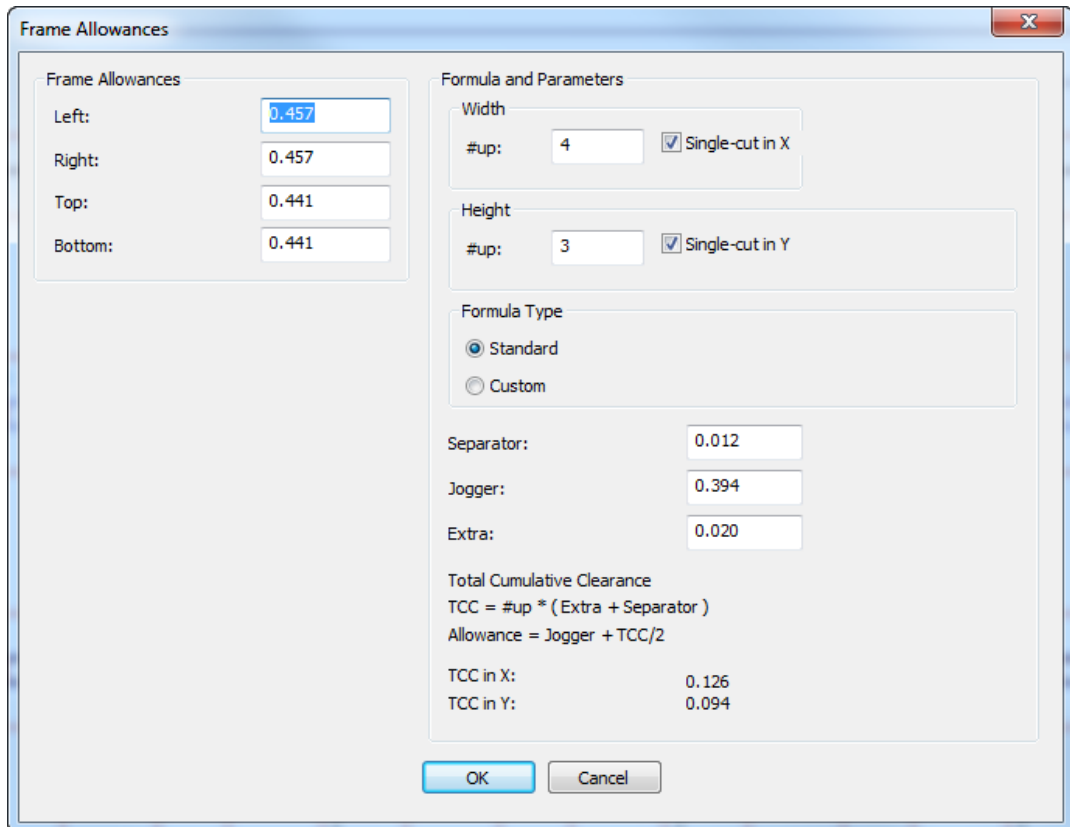 Frame Allowances
Frame Allowances
Left: 0.457
Right: 0.457
Top: 0.441
Bottom: 0.441
Formula and Parameters
Width
#up: 4 Single-cut in X
Height
#up: 3 Single-cut in Y
Formula Type
Standard
Custom
Separator: 0.012
Jogger: 0.394
Extra: 0.020
Total Cumulative Clearance
TCC = #up * ( Extra + Separator )
Allowance = Jogger + TCC/2
TCC in X: 0.126
TCC in Y: 0.094
OK Cancel